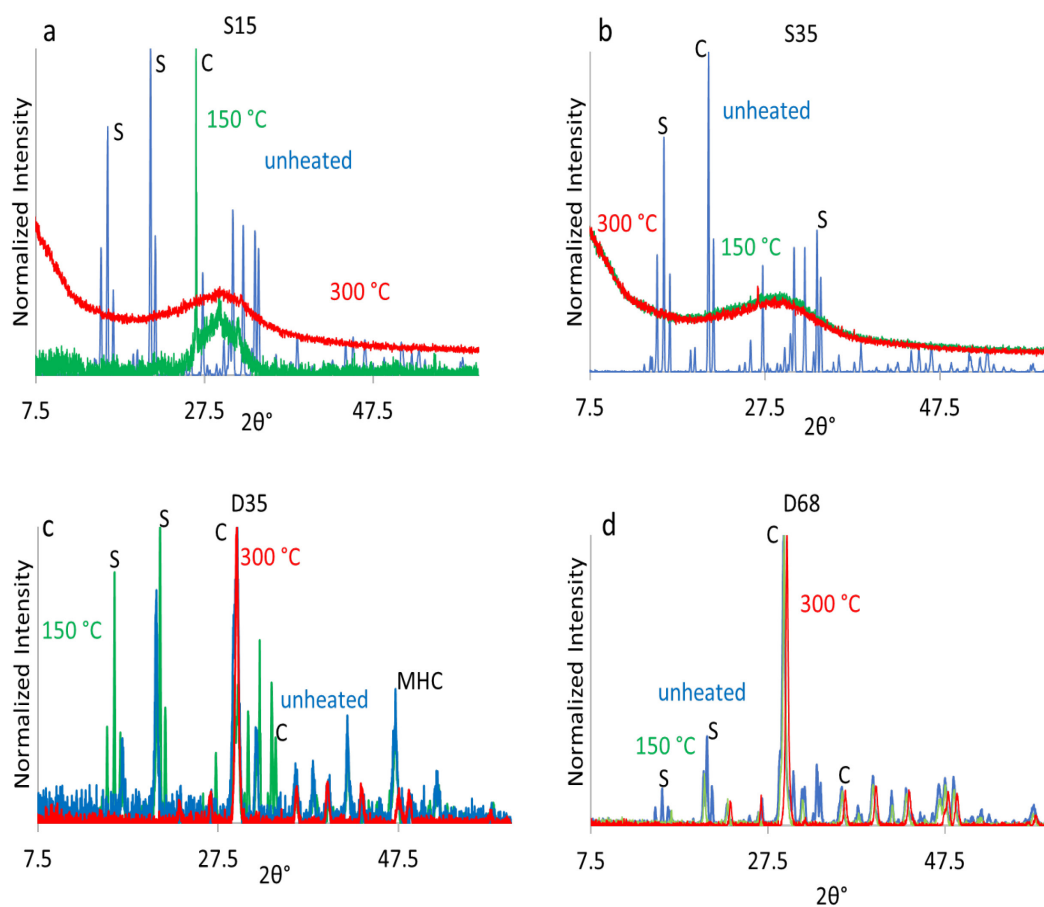 a
S15
S
S
C
150 °C
unheated
300 °C
Normalized Intensity
7.5
27.5
47.5
2θ°
b
S35
C
S
unheated
S
300 °C
150 °C
Normalized Intensity
7.5
27.5
47.5
2θ°
c
D35
S
C
S
300 °C
150 °C
unheated
MHC
C
Normalized Intensity
7.5
27.5
47.5
2θ°
d
D68
C
300 °C
unheated
S
150 °C
S
C
Normalized Intensity
7.5
27.5
47.5
2θ°